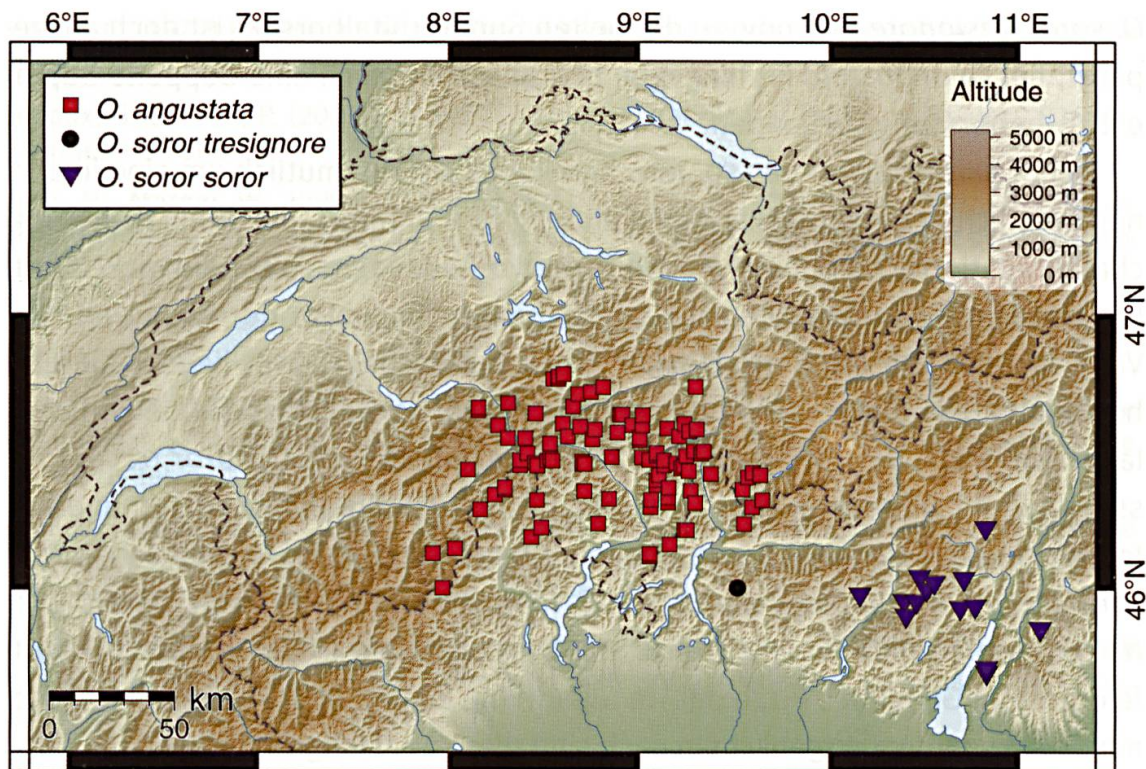 6°E 7°E 8°E 9°E 10°E 11°E
O. angustata
O. soror tresignore
O. soror soror
Altitude
5000 m
4000 m
3000 m
2000 m
1000 m
0 m
47°N
46°N
km
0 50